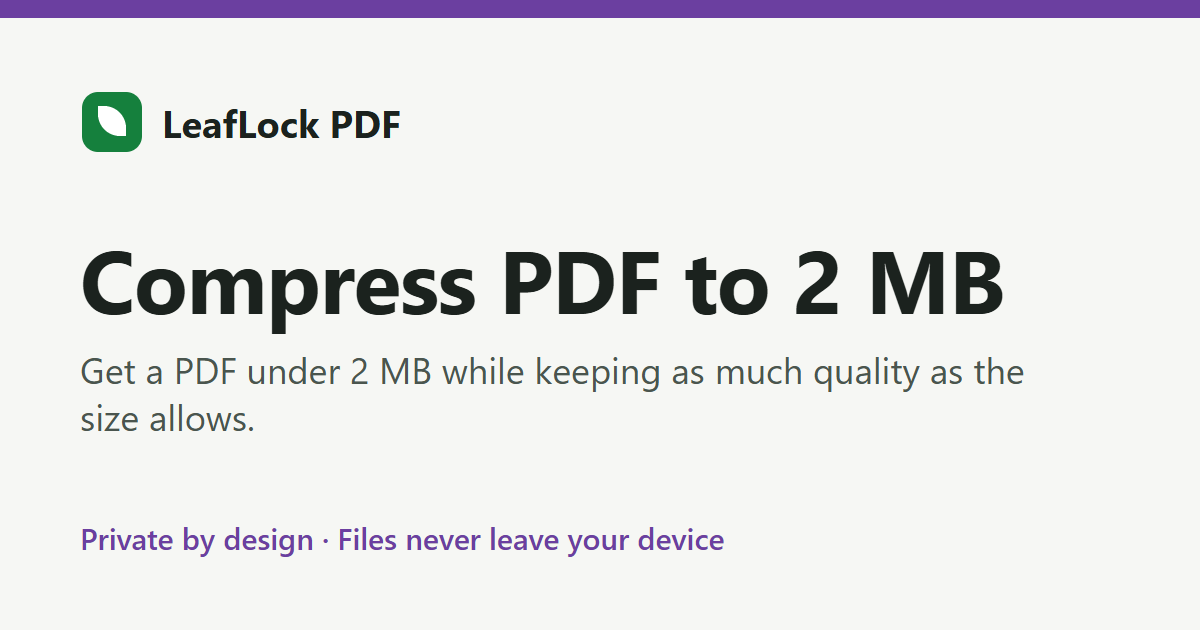 LeafLock PDF
Compress PDF to 2 MB
Get a PDF under 2 MB while keeping as much quality as the
size allows.
Private by design · Files never leave your device